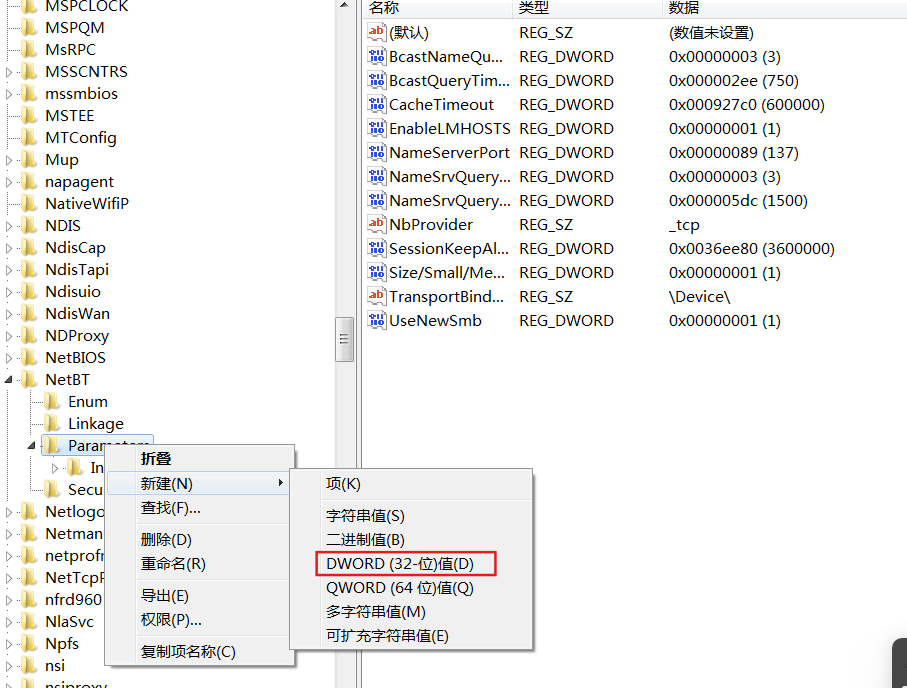 MSPCLOCK
MSPQM
MsRPC
MSSCNTRS
mssmbios
MSTEE
MTConfig
Mup
napagent
NativeWifiP
NDIS
NdisCap
NdisTapi
Ndisuio
NdisWan
NDProxy
NetBIOS
NetBT
Enum
Linkage
Parameters
In
Secu
Netlogo
Netman
netprofr
NetTcpP
nfrd960
NlaSvc
Npfs
nsi
nsiproxy
名称 类型 数据
(默认) REG_SZ (数值未设置)
BcastNameQu... REG_DWORD 0x00000003 (3)
BcastQueryTim... REG_DWORD 0x000002ee (750)
CacheTimeout REG_DWORD 0x000927c0 (600000)
EnableLMHOSTS REG_DWORD 0x00000001 (1)
NameServerPort REG_DWORD 0x00000089 (137)
NameSrvQuery... REG_DWORD 0x00000003 (3)
NameSrvQuery... REG_DWORD 0x000005dc (1500)
NbProvider REG_SZ _tcp
SessionKeepAl... REG_DWORD 0x0036ee80 (3600000)
Size/Small/Me... REG_DWORD 0x00000001 (1)
TransportBind... REG_SZ \Device\
UseNewSmb REG_DWORD 0x00000001 (1)
折叠
新建(N)
查找(F)...
删除(D)
重命名(R)
导出(E)
权限(P)...
复制项名称(C)
项(K)
字符串值(S)
二进制值(B)
DWORD (32-位)值(D)
QWORD (64 位)值(Q)
多字符串值(M)
可扩充字符串值(E)